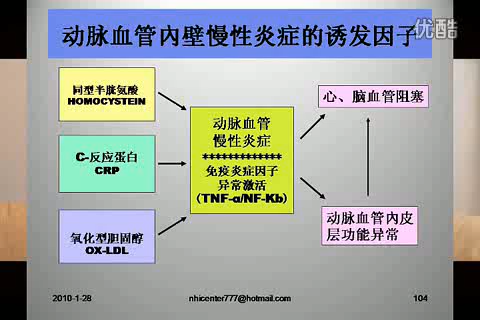 动脉血管内壁慢性炎症的诱发因子
优酷
同型半胱氨酸
HOMOCYSTEIN
C-反应蛋白
CRP
氧化型胆固醇
OX-LDL
动脉血管
慢性炎症
*************
免疫炎症因子
异常激活
(TNF-α/NF-Kb)
心、脑血管阻塞
动脉血管内皮
层功能异常
2010-1-28
nhicenter777@hotmail.com
104